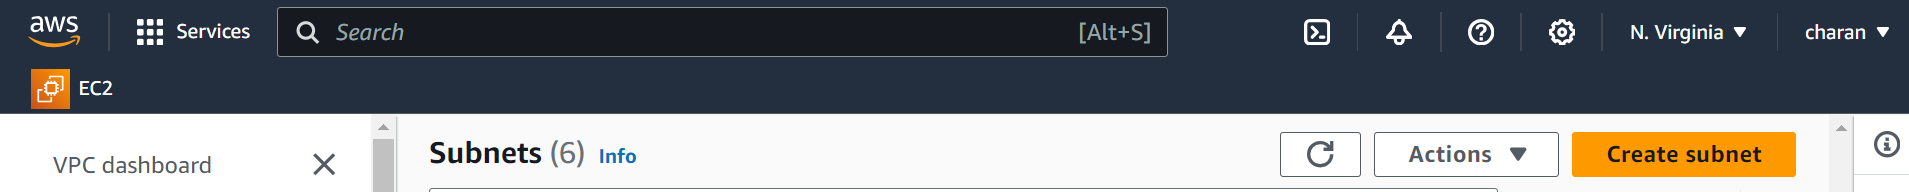 aws Services Search [Alt+S] N. Virginia charan
EC2
VPC dashboard
Subnets (6) Info Actions Create subnet